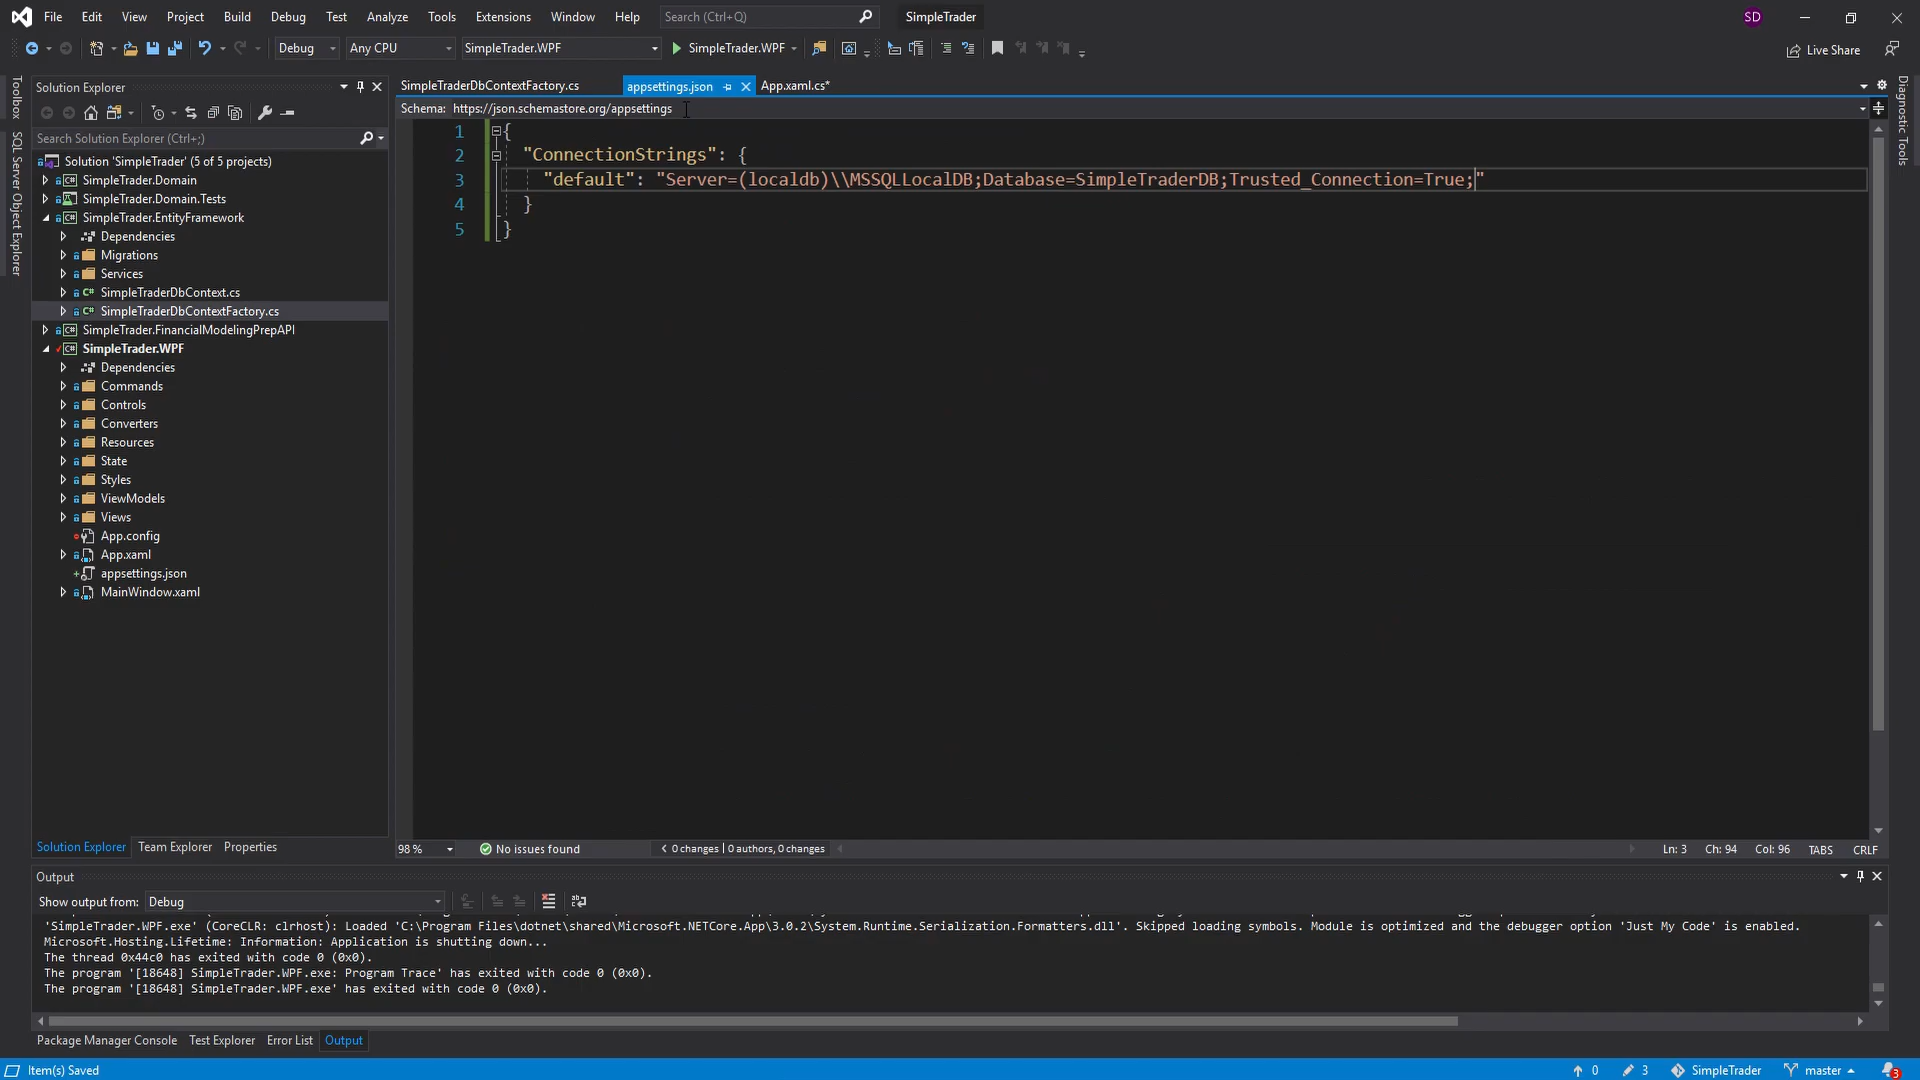 File Edit View Project Build Debug Test Analyze Tools Extensions Window Help Search (Ctrl+Q) SimpleTrader SD
Debug Any CPU SimpleTrader.WPF SimpleTrader.WPF Live Share
Toolbox
SQL Server Object Explorer
Solution Explorer
Search Solution Explorer (Ctrl+;)
Solution 'SimpleTrader' (5 of 5 projects)
SimpleTrader.Domain
SimpleTrader.Domain.Tests
SimpleTrader.EntityFramework
Dependencies
Migrations
Services
SimpleTraderDbContext.cs
SimpleTraderDbContextFactory.cs
SimpleTrader.FinancialModelingPrepAPI
SimpleTrader.WPF
Dependencies
Commands
Controls
Converters
Resources
State
Styles
ViewModels
Views
App.config
App.xaml
appsettings.json
MainWindow.xaml
Solution Explorer Team Explorer Properties
SimpleTraderDbContextFactory.cs appsettings.json App.xaml.cs*
Schema: https://json.schemastore.org/appsettings
1 {
2 "ConnectionStrings": {
3 "default": "Server=(localdb)\\MSSQLLocalDB;Database=SimpleTraderDB;Trusted_Connection=True;"
4 }
5 }
98 % No issues found 0 changes | 0 authors, 0 changes Ln: 3 Ch: 94 Col: 96 TABS CRLF
Diagnostic Tools
Output
Show output from: Debug
'SimpleTrader.WPF.exe' (CoreCLR: clrhost): Loaded 'C:\Program Files\dotnet\shared\Microsoft.NETCore.App\3.0.2\System.Runtime.Serialization.Formatters.dll'. Skipped loading symbols. Module is optimized and the debugger option 'Just My Code' is enabled.
Microsoft.Hosting.Lifetime: Information: Application is shutting down...
The thread 0x44c0 has exited with code 0 (0x0).
The program '[18648] SimpleTrader.WPF.exe: Program Trace' has exited with code 0 (0x0).
The program '[18648] SimpleTrader.WPF.exe' has exited with code 0 (0x0).
Package Manager Console Test Explorer Error List Output
Item(s) Saved 0 3 SimpleTrader master 3